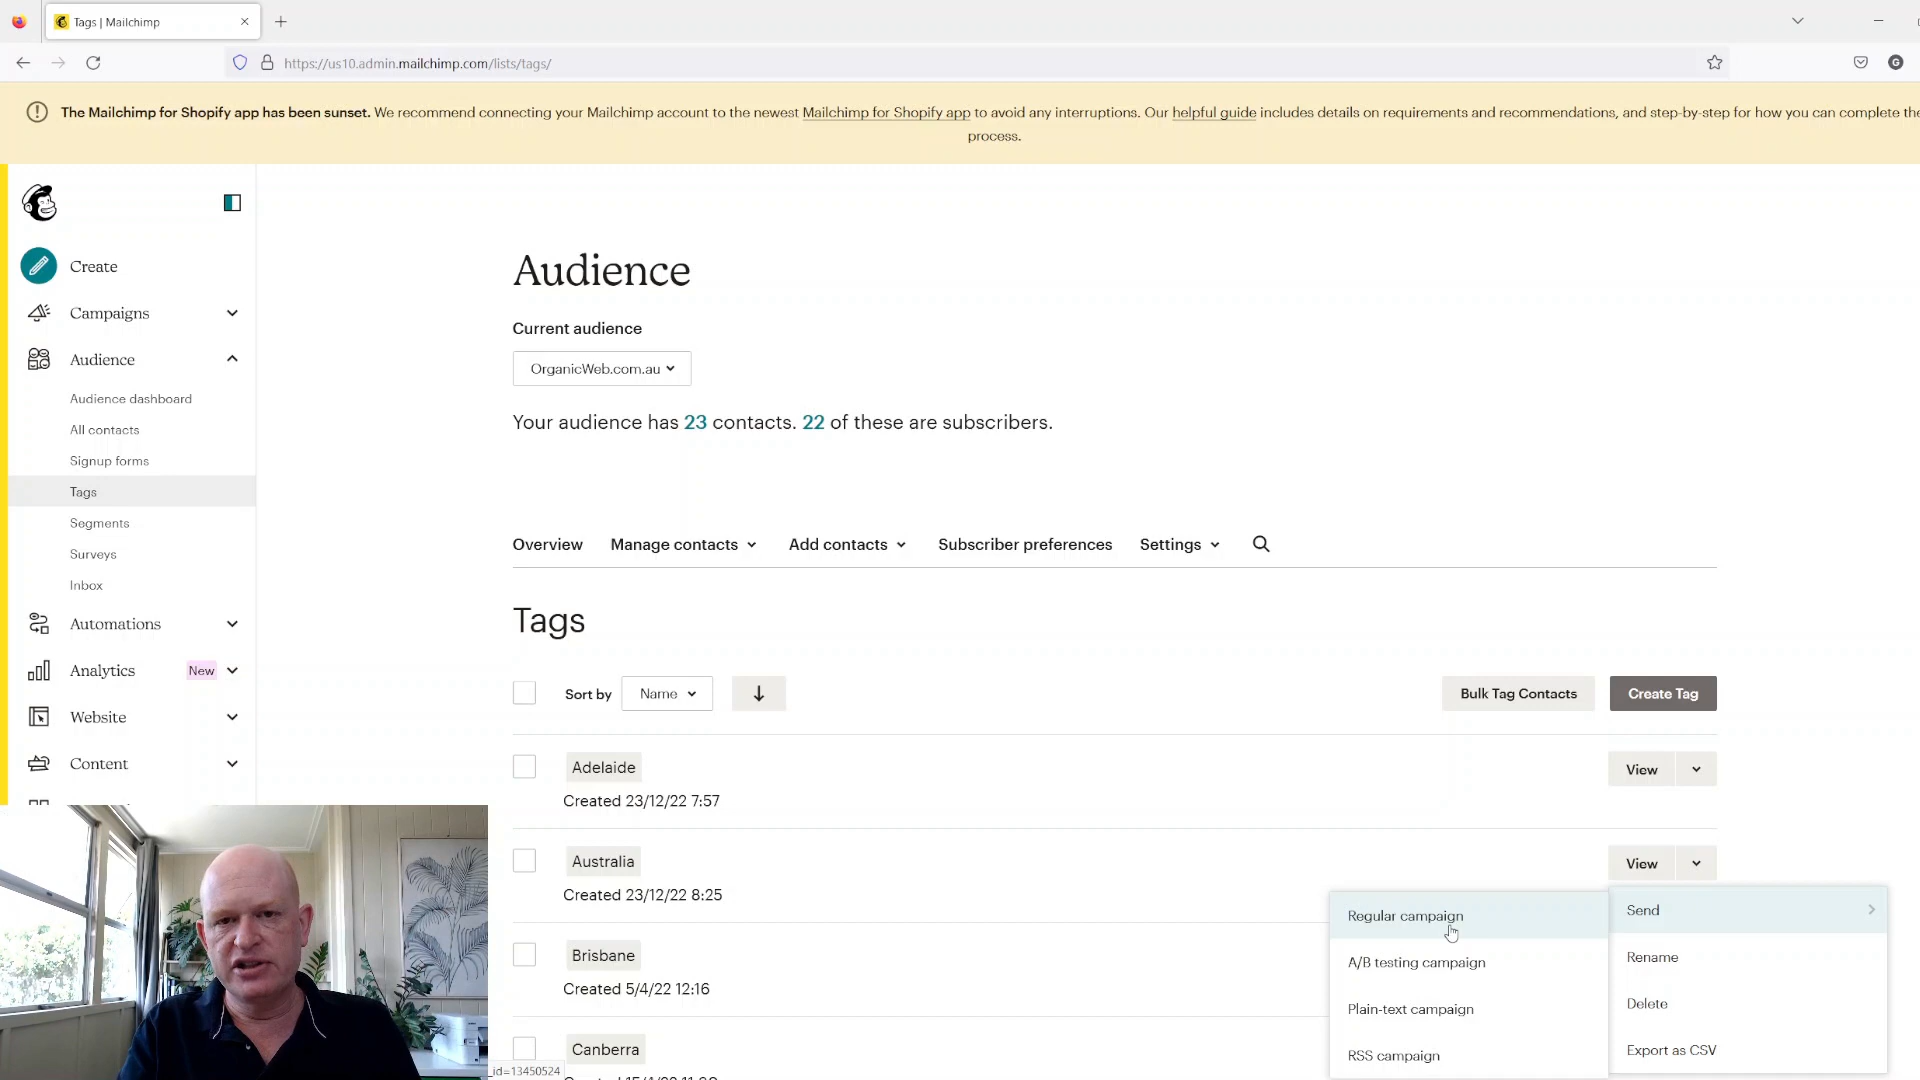 Tags | Mailchimp
https://us10.admin.mailchimp.com/lists/tags/
G
The Mailchimp for Shopify app has been sunset. We recommend connecting your Mailchimp account to the newest Mailchimp for Shopify app to avoid any interruptions. Our helpful guide includes details on requirements and recommendations, and step-by-step for how you can complete the
process.
Create
Campaigns
Audience
Audience dashboard
All contacts
Signup forms
Tags
Segments
Surveys
Inbox
Automations
Analytics New
Website
Content
Audience
Current audience
OrganicWeb.com.au
Your audience has 23 contacts. 22 of these are subscribers.
Overview Manage contacts Add contacts Subscriber preferences Settings
Tags
Sort by Name Bulk Tag Contacts Create Tag
Adelaide View
Created 23/12/22 7:57
Australia View
Created 23/12/22 8:25
Brisbane
Created 5/4/22 12:16
Canberra
Regular campaign
A/B testing campaign
Plain-text campaign
RSS campaign
Send
Rename
Delete
Export as CSV
_id=13450524